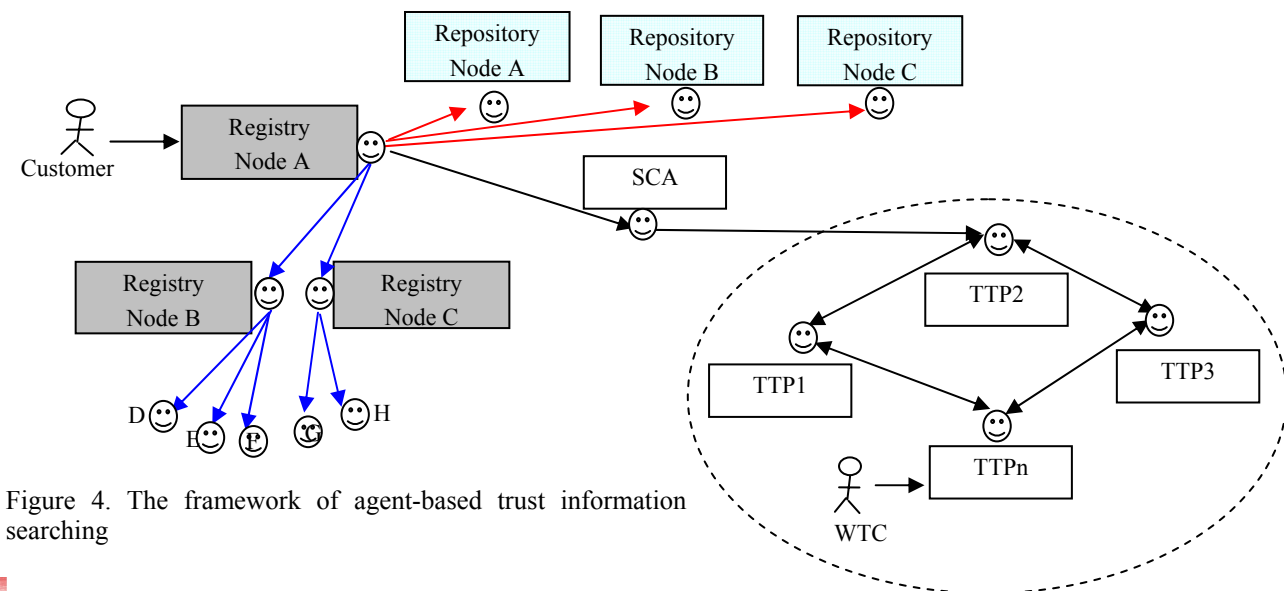 Repository
Node A
Repository
Node B
Repository
Node C
Customer
Registry
Node A
SCA
Registry
Node B
Registry
Node C
TTP2
TTP1
TTP3
D
E
F
G
H
TTPn
WTC
Figure 4. The framework of agent-based trust information
searching